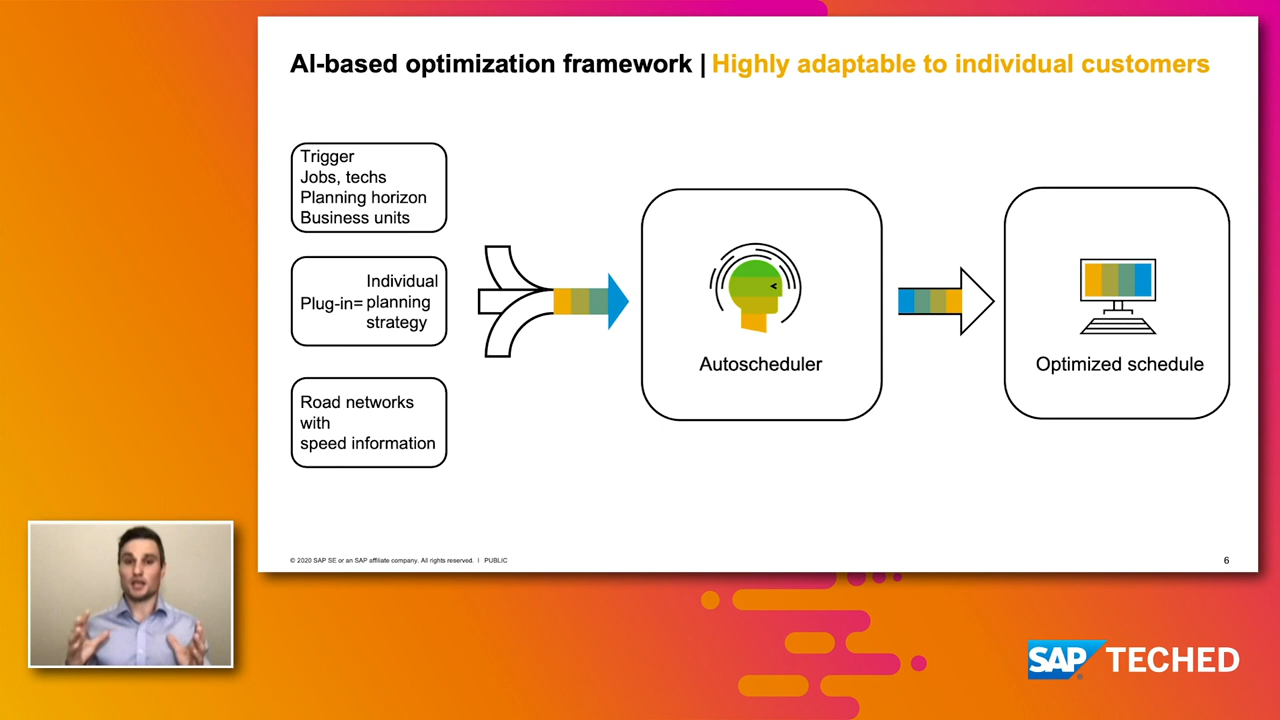 AI-based optimization framework | Highly adaptable to individual customers
Trigger
Jobs, techs
Planning horizon
Business units
Individual
Plug-in= planning
strategy
Road networks
with
speed information
Autoscheduler
Optimized schedule
© 2020 SAP SE or an SAP affiliate company. All rights reserved. | PUBLIC
6
SAP TECHED